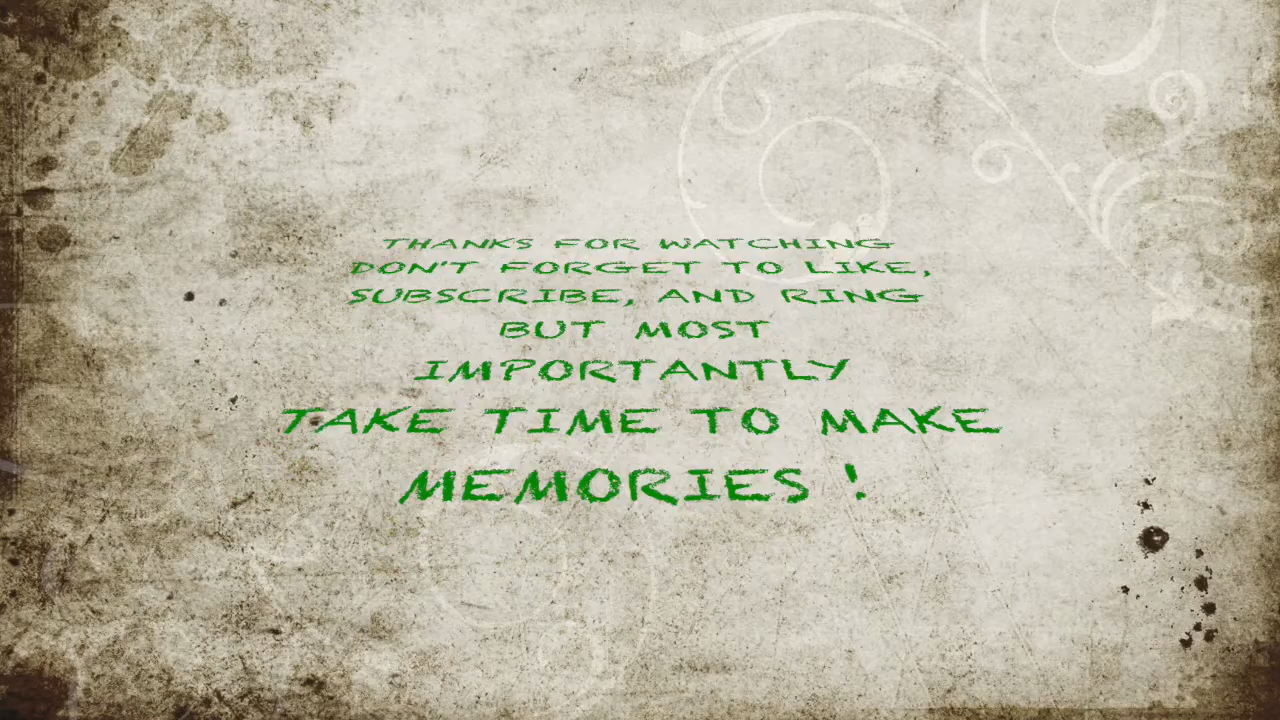 THANKS FOR WATCHING
DON'T FORGET TO LIKE,
SUBSCRIBE, AND RING
BUT MOST
IMPORTANTLY
TAKE TIME TO MAKE
MEMORIES !